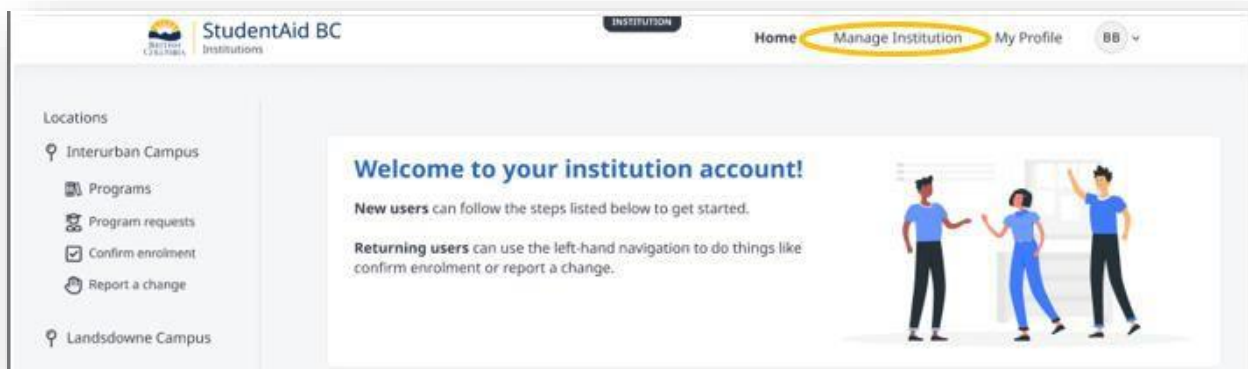 StudentAid BC
BRITISH
COLUMBIA
Institutions
INSTITUTION
Home Manage Institution My Profile BB
Locations
Interurban Campus
Programs
Program requests
Confirm enrolment
Report a change
Landsdowne Campus
Welcome to your institution account!
New users can follow the steps listed below to get started.
Returning users can use the left-hand navigation to do things like
confirm enrolment or report a change.